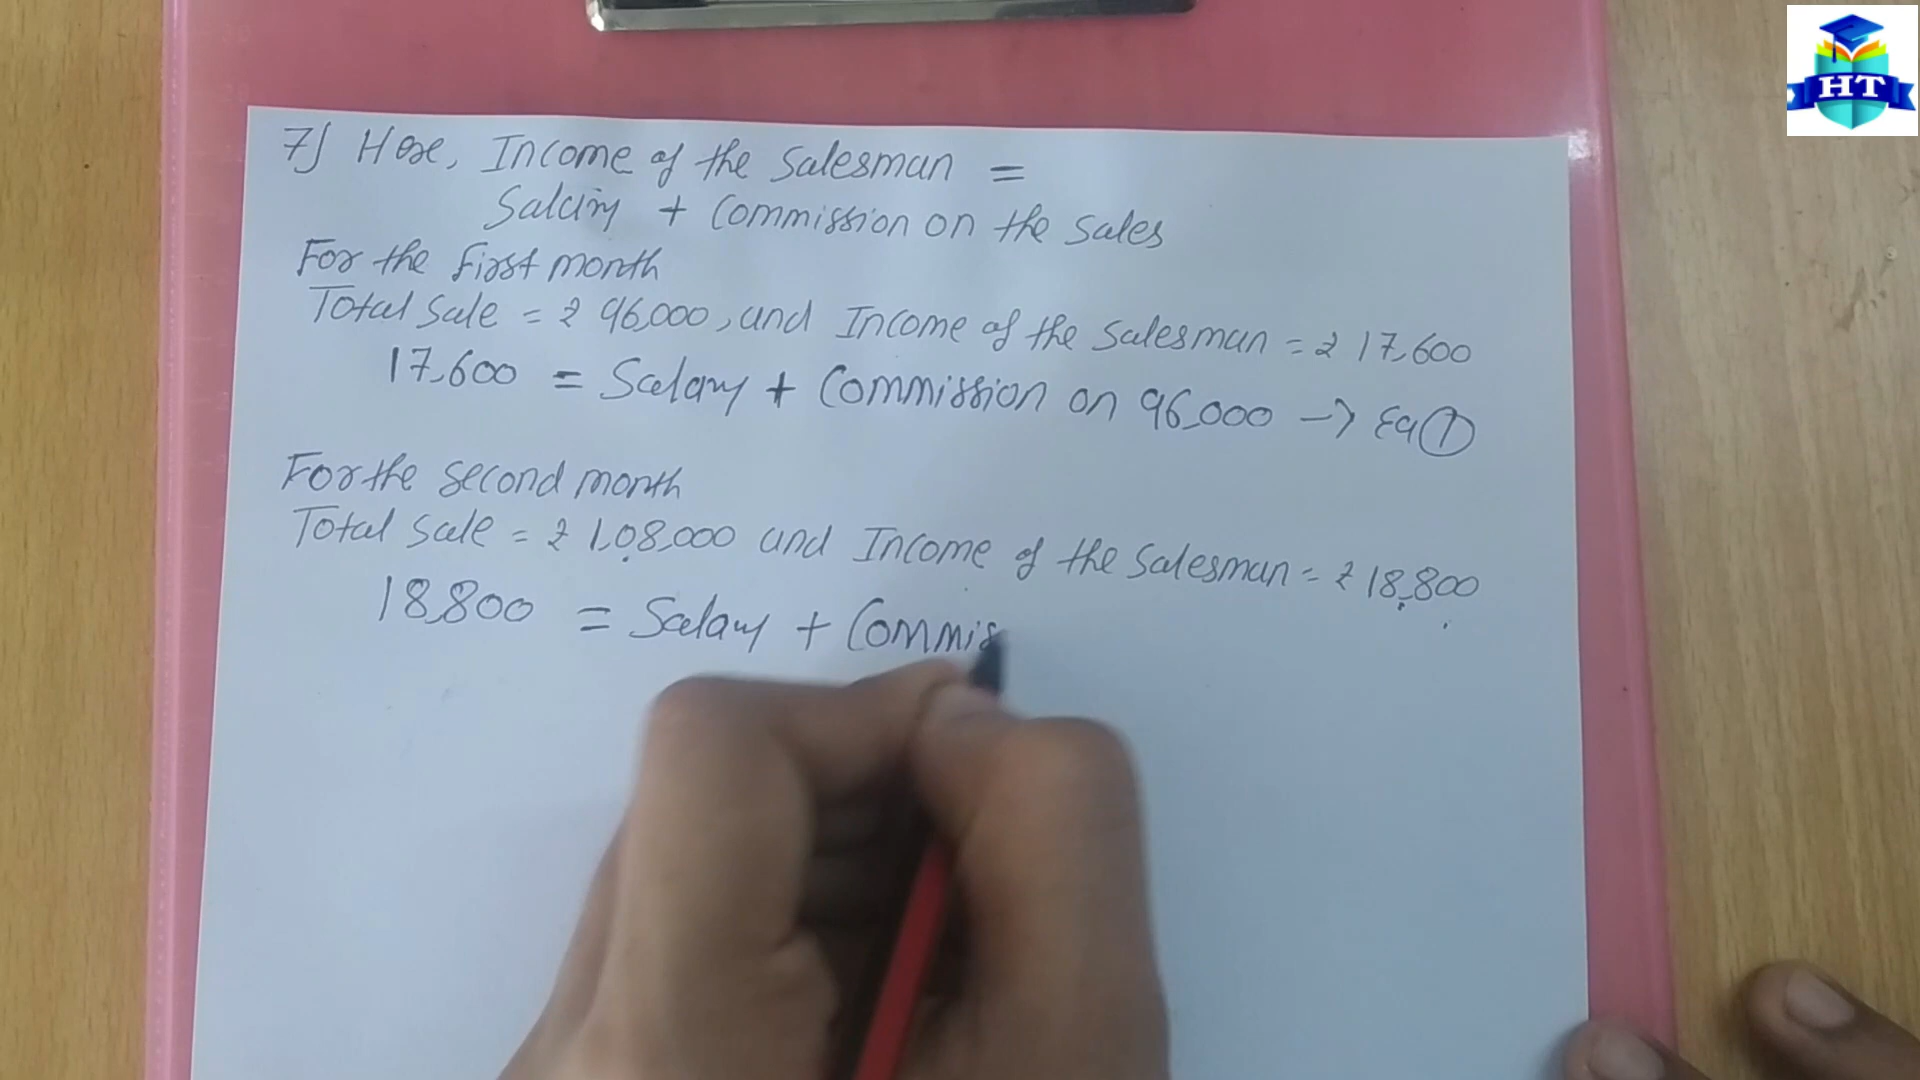 HT
7] Here, Income of the Salesman =
Salary + Commission on the Sales
For the first month
Total Sale = ₹ 96,000, and Income of the Salesman = ₹ 17,600
17,600 = Salary + Commission on 96,000 → Eq ①
For the second month
Total Sale = ₹ 1,08,000 and Income of the Salesman = ₹ 18,800
18,800 = Salary + Commis